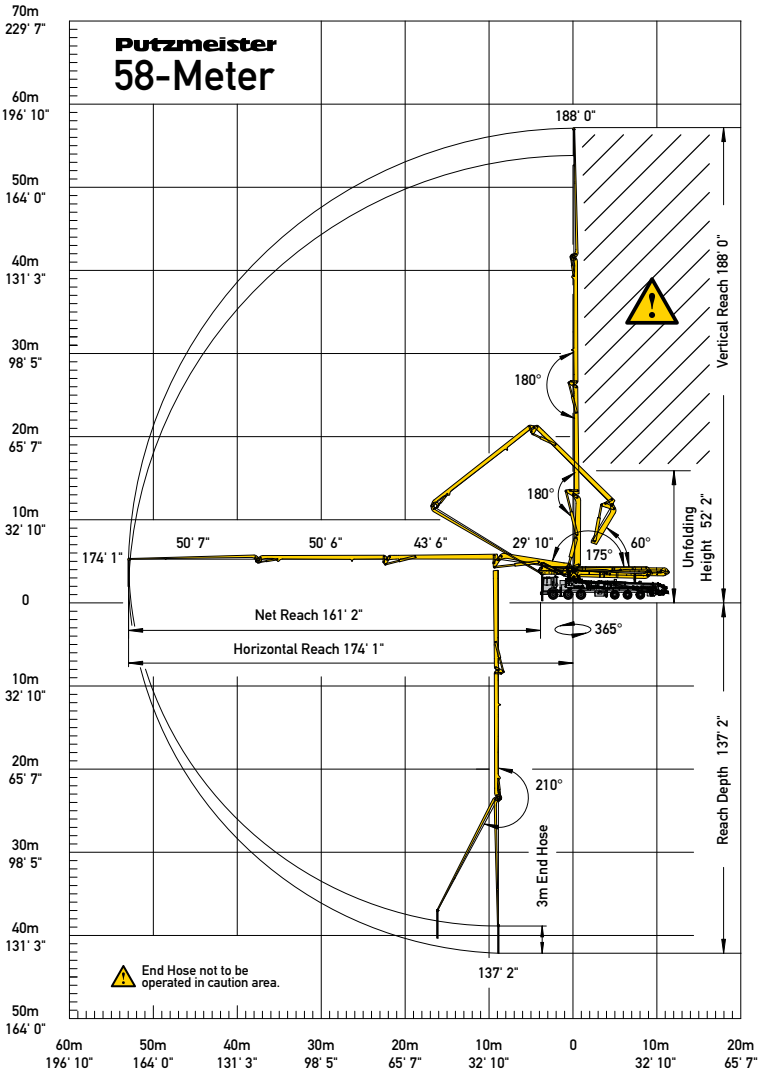 70m
229' 7"
Putzmeister
58-Meter
60m
196' 10"
188' 0"
50m
164' 0"
40m
131' 3"
Vertical Reach 188' 0"
30m
98' 5"
180°
20m
65' 7"
180°
10m
32' 10"
Unfolding
Height 52' 2"
174' 1"
50' 7"
50' 6"
43' 6"
29' 10"
175°
60°
0
Net Reach 161' 2"
365°
Horizontal Reach 174' 1"
10m
32' 10"
20m
65' 7"
210°
Reach Depth 137' 2"
30m
98' 5"
3m End Hose
40m
131' 3"
137' 2"
End Hose not to be
operated in caution area.
50m
164' 0"
60m 50m 40m 30m 20m 10m 0 10m 20m
196' 10" 164' 0" 131' 3" 98' 5" 65' 7" 32' 10" 32' 10" 65' 7"